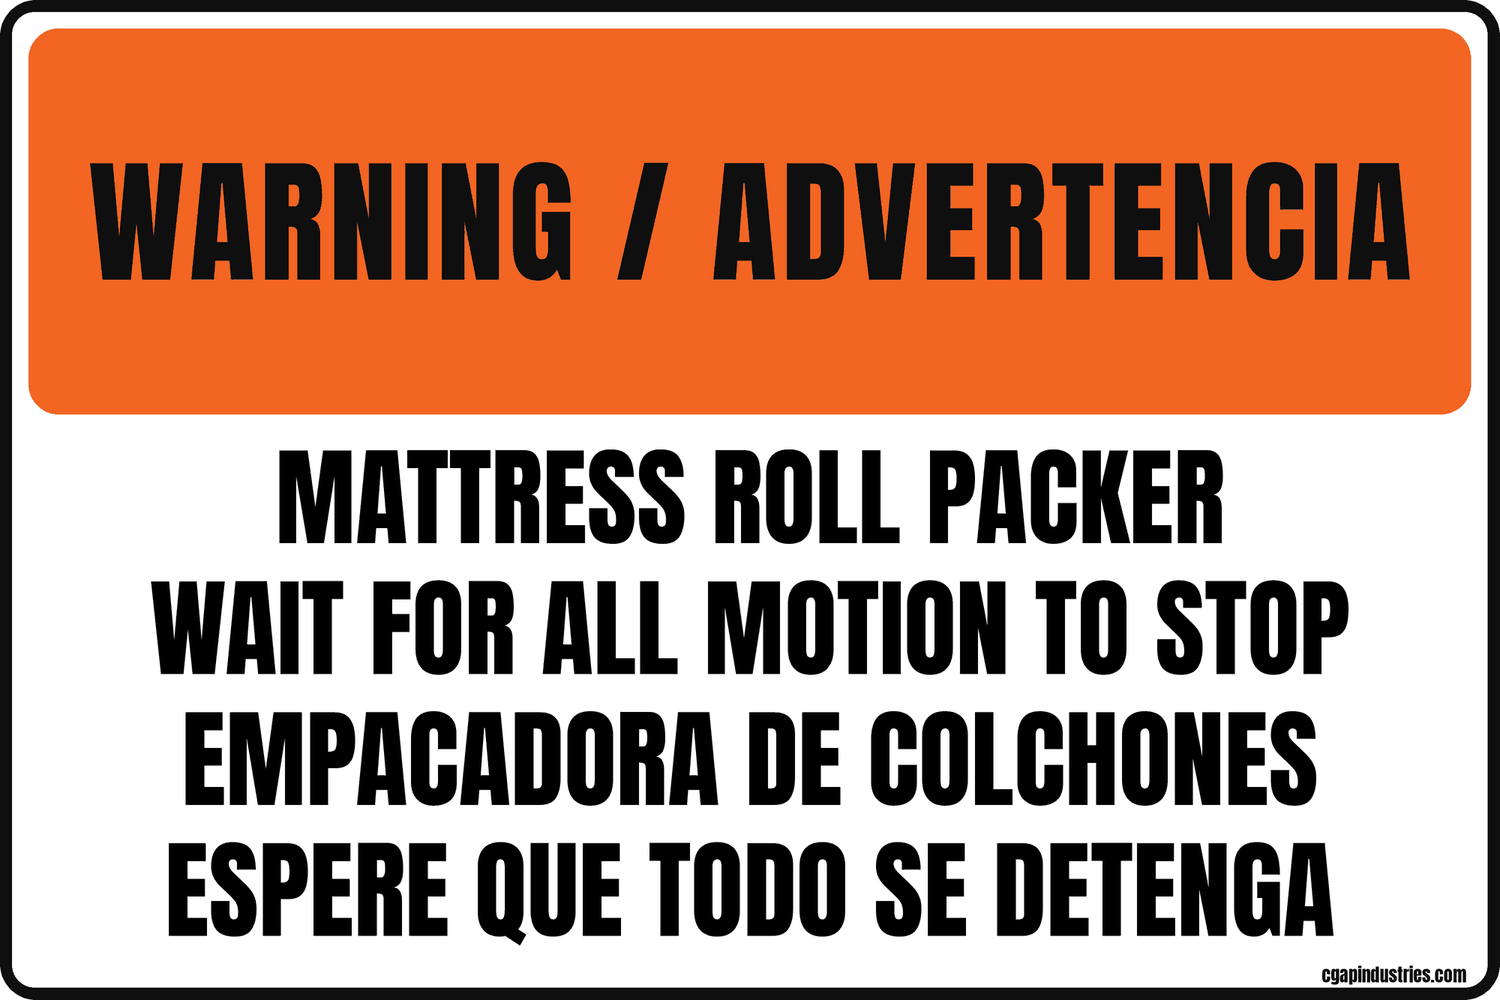 WARNING / ADVERTENCIA
MATTRESS ROLL PACKER
WAIT FOR ALL MOTION TO STOP
EMPACADORA DE COLCHONES
ESPERE QUE TODO SE DETENGA
cgapindustries.com